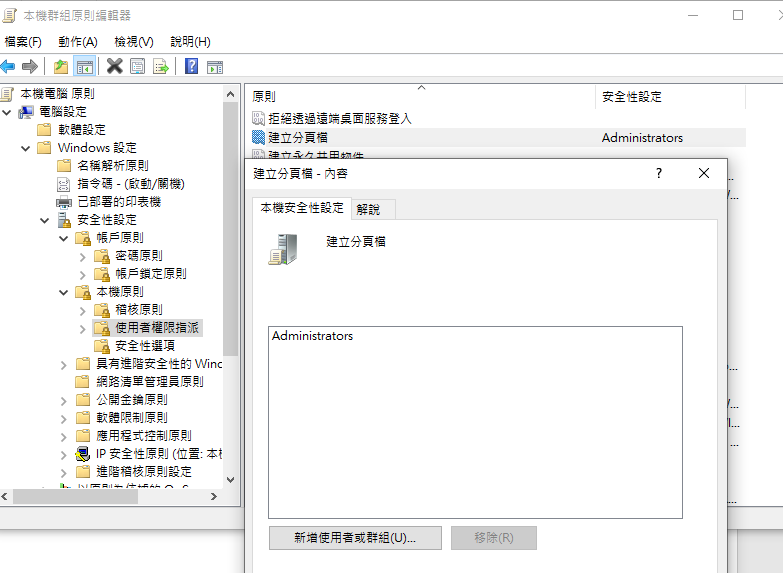 本機群組原則編輯器
檔案(F) 動作(A) 檢視(V) 說明(H)
本機電腦 原則
電腦設定
軟體設定
Windows 設定
名稱解析原則
指令碼 - (啟動/關機)
已部署的印表機
安全性設定
帳戶原則
密碼原則
帳戶鎖定原則
本機原則
稽核原則
使用者權限指派
安全性選項
具有進階安全性的 Winc
網路清單管理員原則
公開金鑰原則
軟體限制原則
應用程式控制原則
IP 安全性原則 (位置: 本機
進階稽核原則設定
原則 安全性設定
拒絕透過遠端桌面服務登入
建立分頁檔 Administrators
建立永久共用物件
建立分頁檔 - 內容
本機安全性設定 解說
建立分頁檔
Administrators
新增使用者或群組(U)... 移除(R)